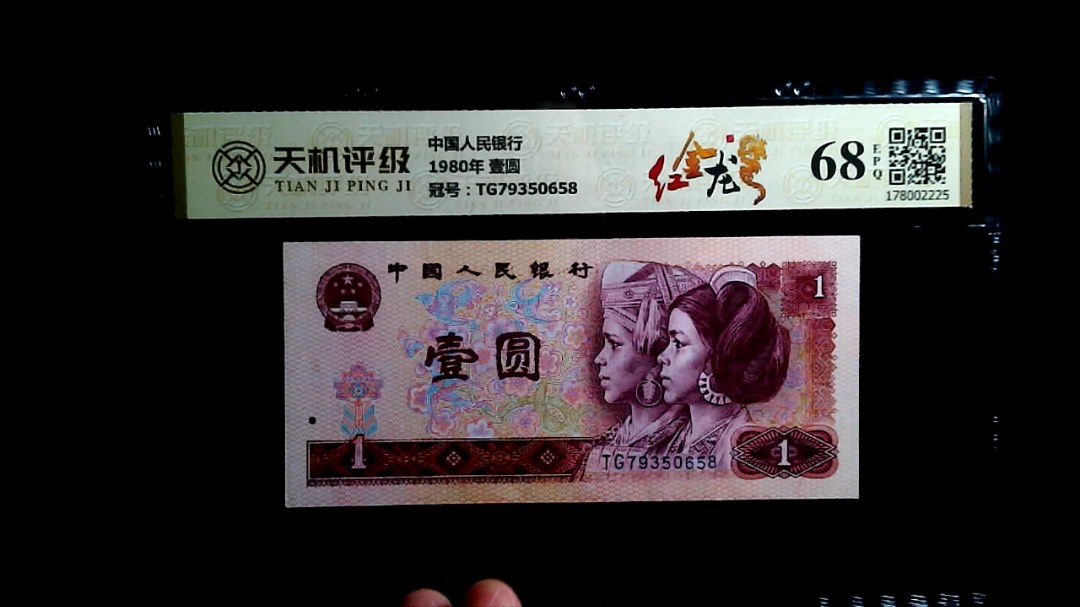 天机评级
TIAN JI PING JI
中国人民银行
1980年 壹圆
冠号：TG79350658
红金龙
68
EPQ
178002225
中国人民银行
1
壹圆
1
TG79350658
1